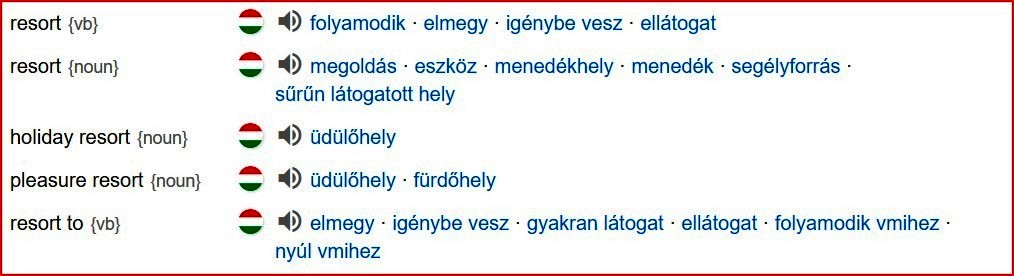 resort {vb} folyamodik · elmegy · igénybe vesz · ellátogat
resort {noun} megoldás · eszköz · menedékhely · menedék · segélyforrás ·
sűrűn látogatott hely
holiday resort {noun} üdülőhely
pleasure resort {noun} üdülőhely · fürdőhely
resort to {vb} elmegy · igénybe vesz · gyakran látogat · ellátogat · folyamodik vmihez ·
nyúl vmihez